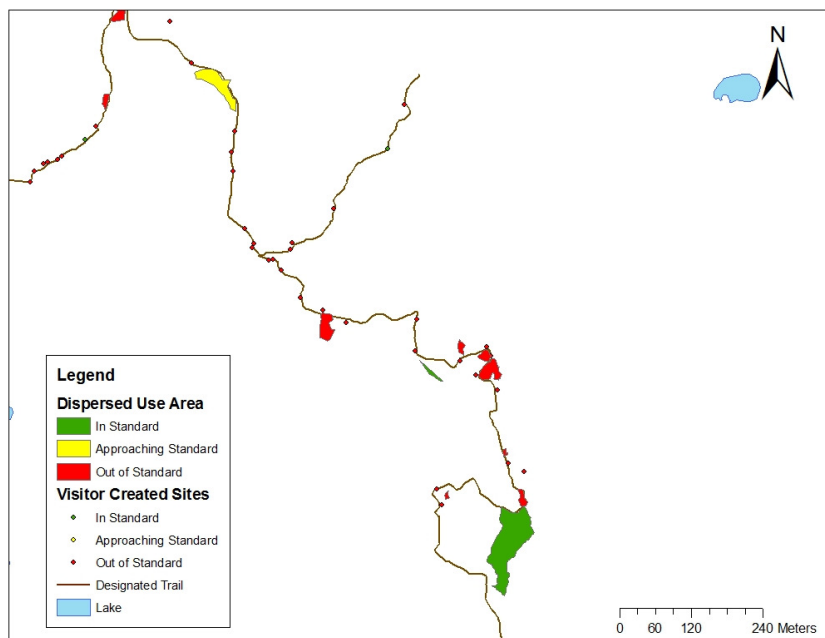 N
Legend
Dispersed Use Area
In Standard
Approaching Standard
Out of Standard
Visitor Created Sites
In Standard
Approaching Standard
Out of Standard
Designated Trail
Lake
0 60 120 240 Meters